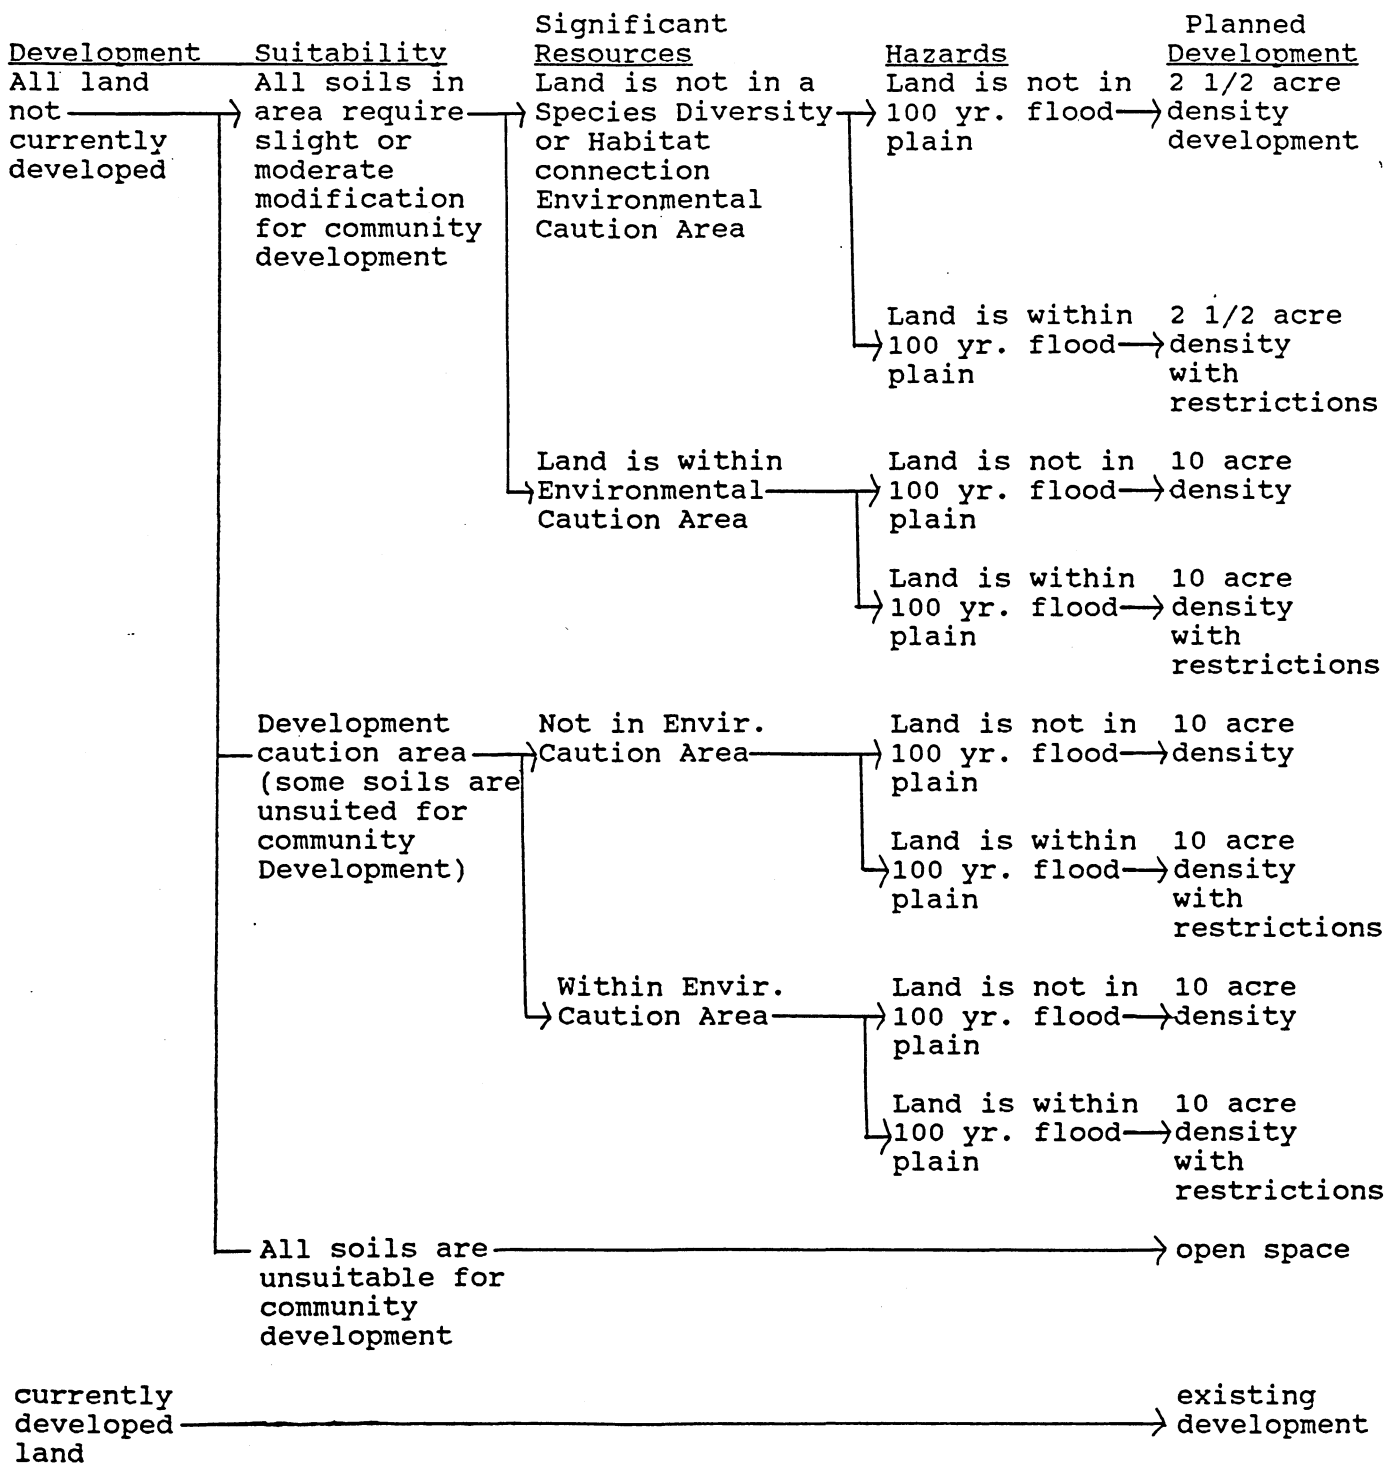 Significant
Resources
Planned
Development
Development
Suitability
Hazards
All land
not
currently
developed
All soils in
area require
slight or
moderate
modification
for community
development
Land is not in a
Species Diversity
or Habitat
connection
Environmental
Caution Area
Land is not in
100 yr. flood
plain
2 1/2 acre
density
development
Land is within
100 yr. flood
plain
2 1/2 acre
density
with
restrictions
Land is within
Environmental
Caution Area
Land is not in
100 yr. flood
plain
10 acre
density
Land is within
100 yr. flood
plain
10 acre
density
with
restrictions
Development
caution area
(some soils are
unsuited for
community
Development)
Not in Envir.
Caution Area
Land is not in
100 yr. flood
plain
10 acre
density
Land is within
100 yr. flood
plain
10 acre
density
with
restrictions
Within Envir.
Caution Area
Land is not in
100 yr. flood
plain
10 acre
density
Land is within
100 yr. flood
plain
10 acre
density
with
restrictions
All soils are
unsuitable for
community
development
open space
currently
developed
land
existing
development